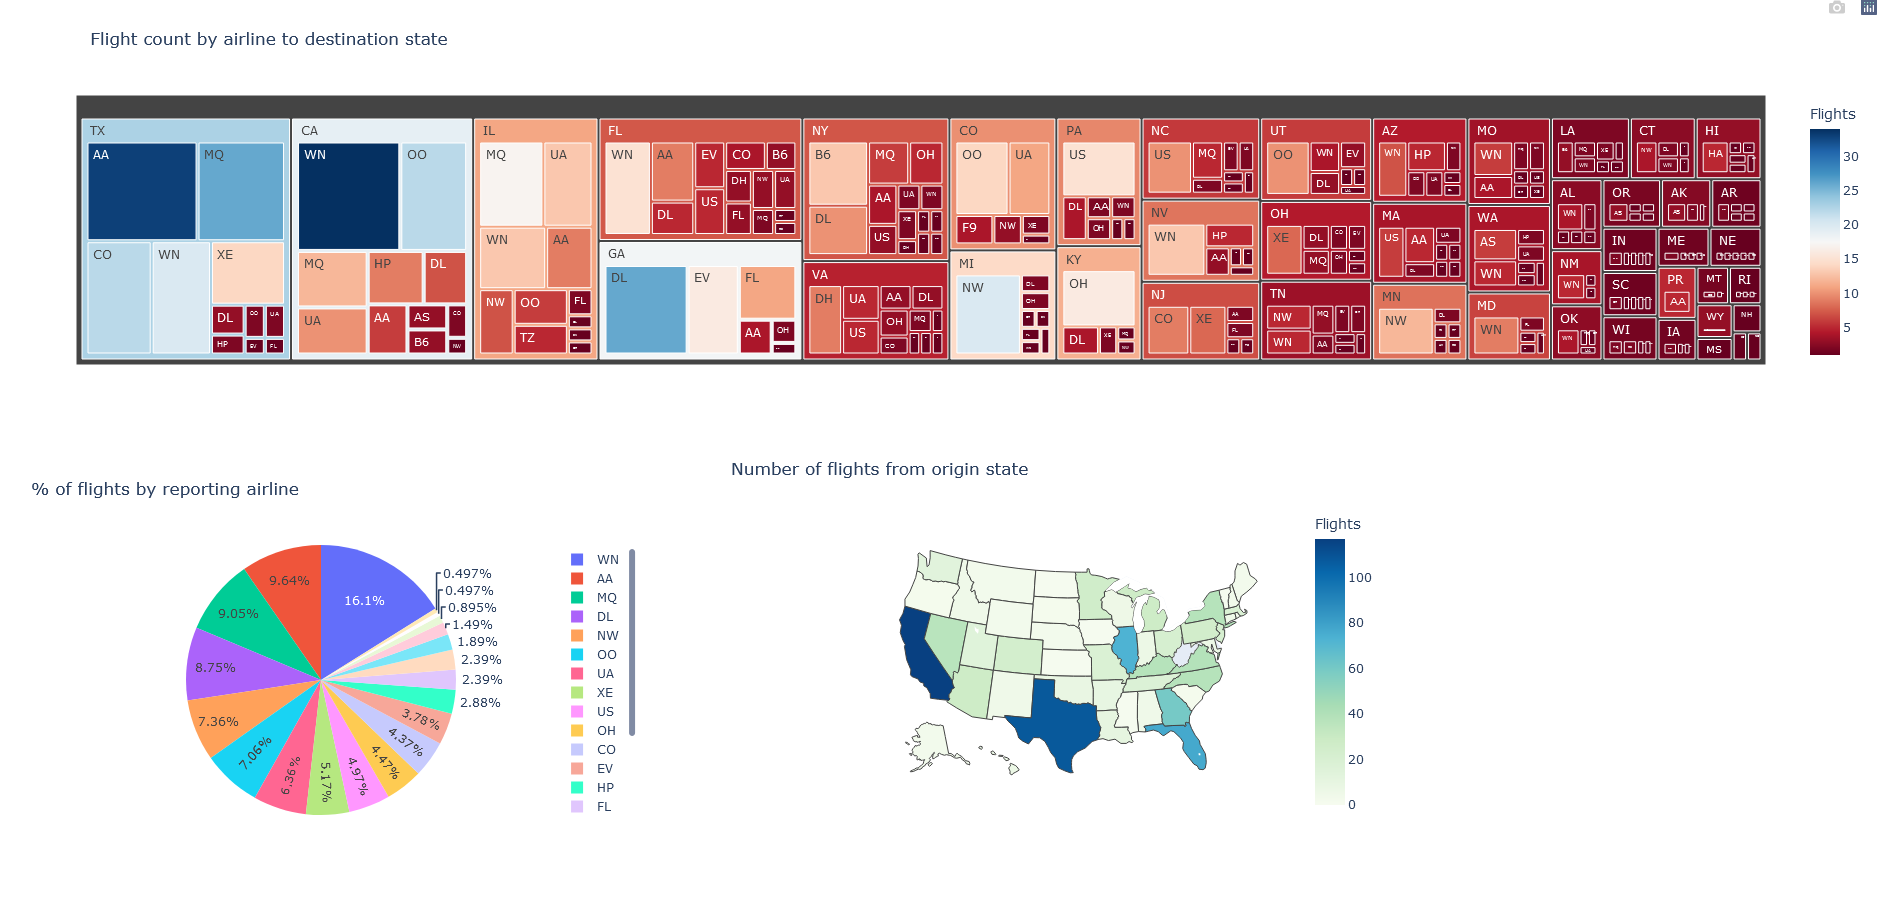 Flight count by airline to destination state
Flights
TX
AA
MQ
CO
WN
XE
DL
CO
UA
HP
EV
FL
CA
WN
OO
MQ
HP
DL
UA
AA
AS
CO
B6
NW
IL
MQ
UA
WN
AA
NW
OO
FL
TZ
FL
WN
AA
EV
CO
B6
DL
US
DH
NW
UA
FL
MQ
GA
DL
EV
FL
AA
OH
NY
B6
MQ
OH
DL
AA
UA
WN
US
XE
OH
VA
DH
UA
AA
DL
US
OH
MQ
CO
CO
OO
UA
F9
NW
XE
MI
NW
DL
OH
PA
US
DL
AA
WN
OH
KY
OH
DL
XE
MQ
NW
NC
US
MQ
EV
UA
DL
NV
WN
HP
AA
NJ
CO
XE
AA
FL
UT
OO
WN
EV
DL
UA
OH
XE
DL
CO
EV
MQ
OH
TN
NW
MQ
WN
AA
AZ
WN
HP
OO
UA
MA
US
AA
UA
DL
MN
NW
DL
MO
WN
AA
DL
US
WA
AS
HP
UA
WN
MD
WN
FL
LA
MQ
XE
WN
CT
NW
DL
WN
HI
HA
AL
WN
OR
AS
AK
AS
AR
IN
ME
NE
NM
WN
SC
PR
AA
MT
RI
OK
WN
WI
IA
WY
NH
MS
30
25
20
15
10
5
% of flights by reporting airline
16.1%
9.64%
9.05%
8.75%
7.36%
7.06%
6.36%
5.17%
4.97%
4.47%
4.37%
3.78%
2.88%
2.39%
2.39%
1.89%
1.49%
0.895%
0.497%
0.497%
WN
AA
MQ
DL
NW
OO
UA
XE
US
OH
CO
EV
HP
FL
Number of flights from origin state
Flights
100
80
60
40
20
0